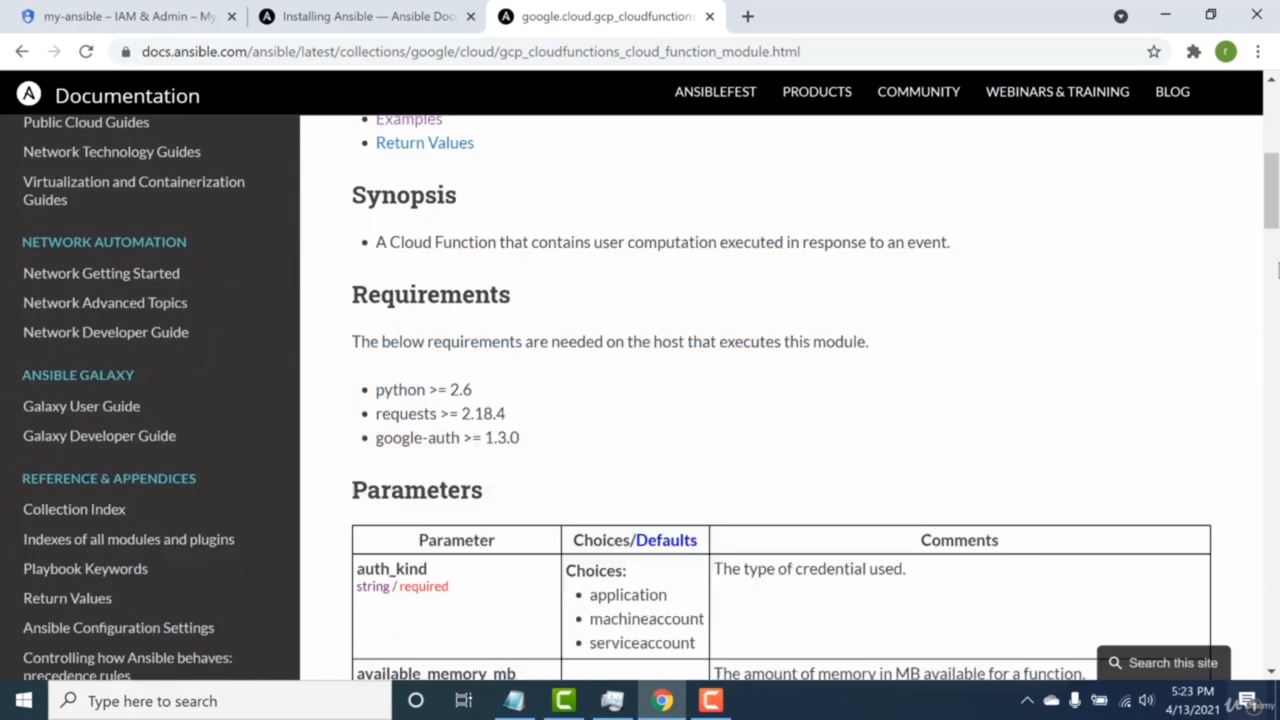 my-ansible – IAM & Admin – My
Installing Ansible — Ansible Doc
google.cloud.gcp_cloudfunctions
docs.ansible.com/ansible/latest/collections/google/cloud/gcp_cloudfunctions_cloud_function_module.html
r
Documentation
ANSIBLEFEST
PRODUCTS
COMMUNITY
WEBINARS & TRAINING
BLOG
Public Cloud Guides
Network Technology Guides
Virtualization and Containerization
Guides
NETWORK AUTOMATION
Network Getting Started
Network Advanced Topics
Network Developer Guide
ANSIBLE GALAXY
Galaxy User Guide
Galaxy Developer Guide
REFERENCE & APPENDICES
Collection Index
Indexes of all modules and plugins
Playbook Keywords
Return Values
Ansible Configuration Settings
Controlling how Ansible behaves:
precedence rules
Examples
Return Values
Synopsis
A Cloud Function that contains user computation executed in response to an event.
Requirements
The below requirements are needed on the host that executes this module.
python >= 2.6
requests >= 2.18.4
google-auth >= 1.3.0
Parameters
Parameter
Choices/Defaults
Comments
auth_kind
string / required
Choices:
application
machineaccount
serviceaccount
The type of credential used.
available_memory_mb
The amount of memory in MB available for a function.
Search this site
Type here to search
5:23 PM
4/13/2021
Udemy